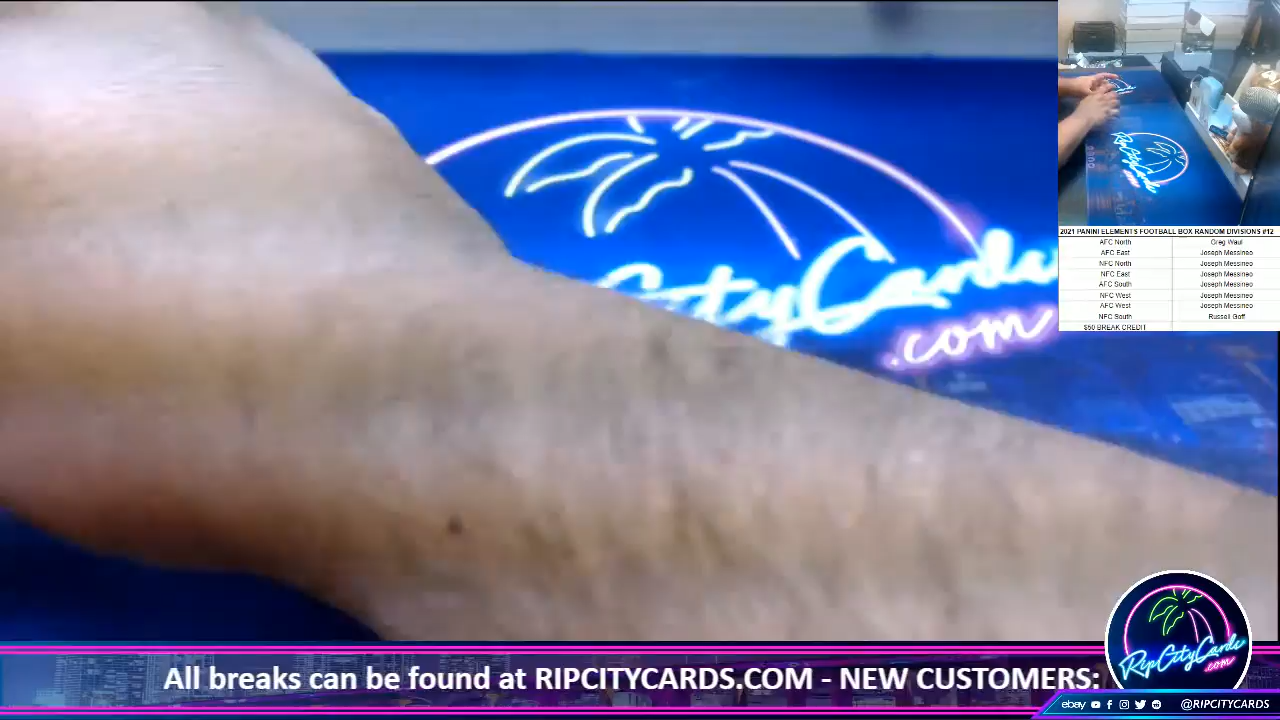 CityCards
.com
RipCityCards
.com
2021 PANINI ELEMENTS FOOTBALL BOX RANDOM DIVISIONS #12
AFC North Greg Waul
AFC East Joseph Messineo
NFC North Joseph Messineo
NFC East Joseph Messineo
AFC South Joseph Messineo
NFC West Joseph Messineo
AFC West Joseph Messineo
NFC South Russell Goff
$50 BREAK CREDIT
All breaks can be found at RIPCITYCARDS.COM - NEW CUSTOMERS:
RipCityCards
.com
ebay @RIPCITYCARDS